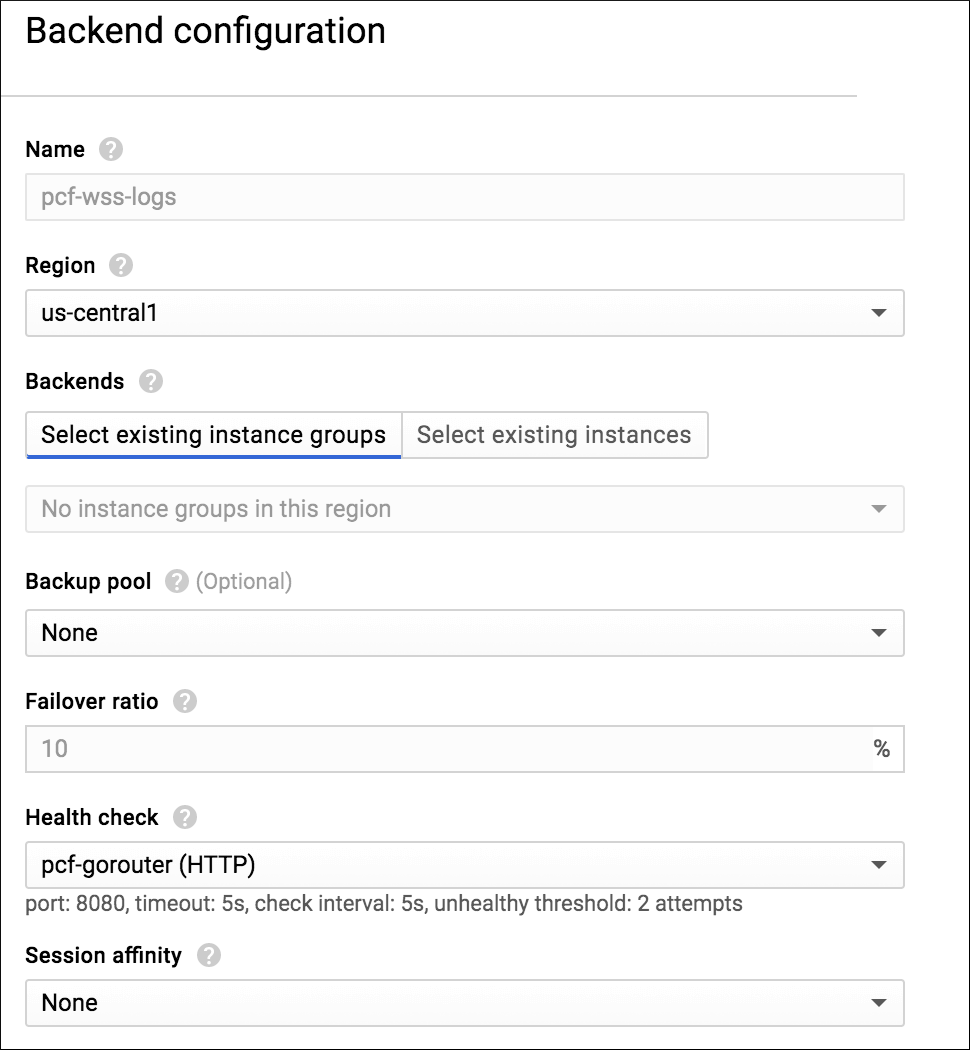 Backend configuration
Name ?
pcf-wss-logs
Region ?
us-central1
Backends ?
Select existing instance groups Select existing instances
No instance groups in this region
Backup pool ? (Optional)
None
Failover ratio ?
10 %
Health check ?
pcf-gorouter (HTTP)
port: 8080, timeout: 5s, check interval: 5s, unhealthy threshold: 2 attempts
Session affinity ?
None